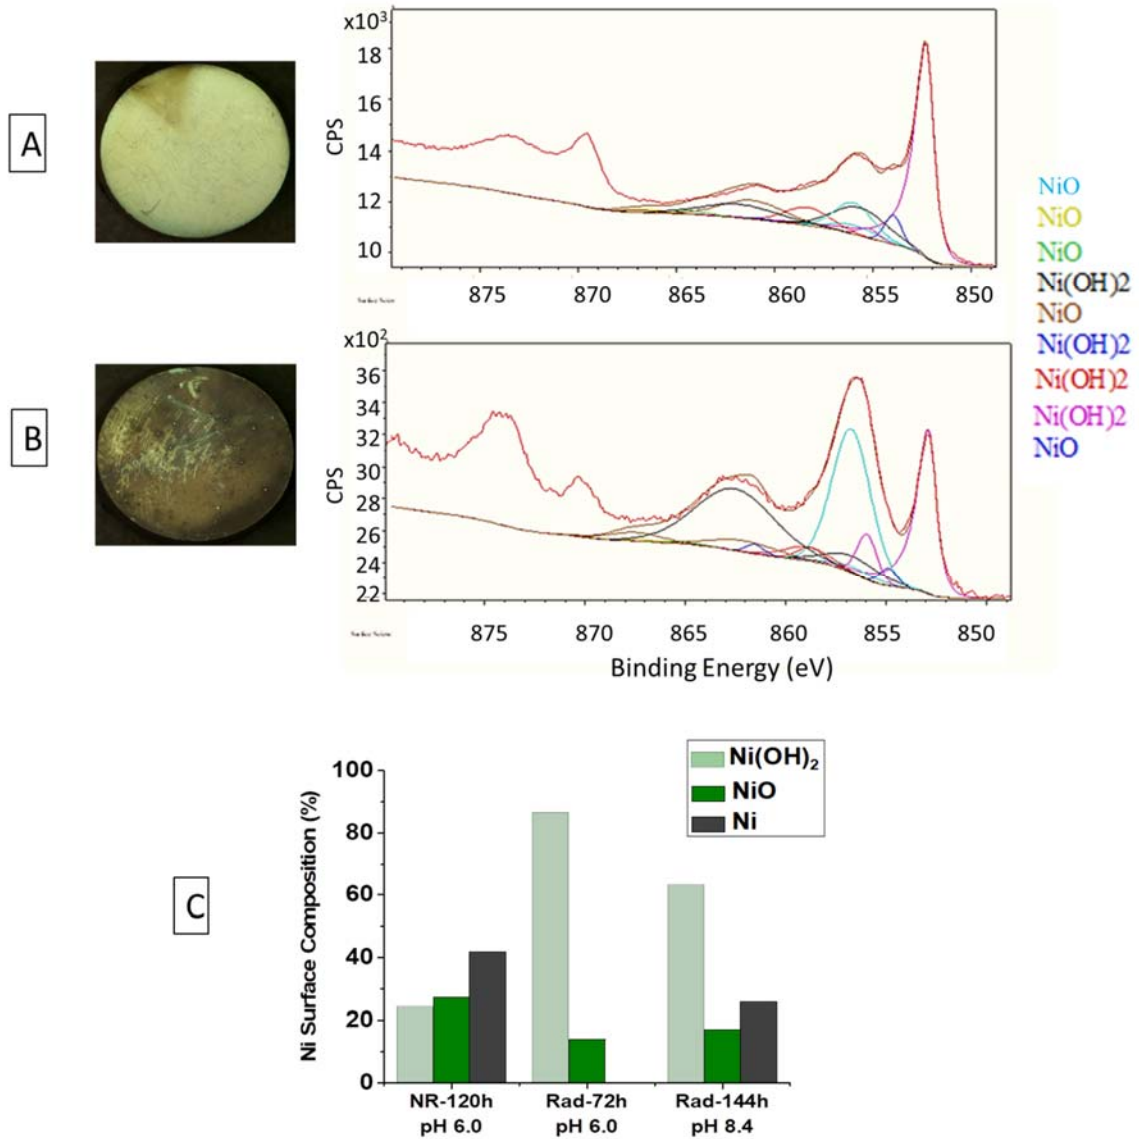 A
x10³
18
16
14
12
10
CPS
875 870 865 860 855 850
NiO
NiO
NiO
Ni(OH)2
NiO
Ni(OH)2
Ni(OH)2
Ni(OH)2
NiO
B
x10²
36
34
32
30
28
26
24
22
CPS
875 870 865 860 855 850
Binding Energy (eV)
C
Ni(OH)₂
NiO
Ni
100
80
60
40
20
0
Ni Surface Composition (%)
NR-120h Rad-72h Rad-144h
pH 6.0 pH 6.0 pH 8.4